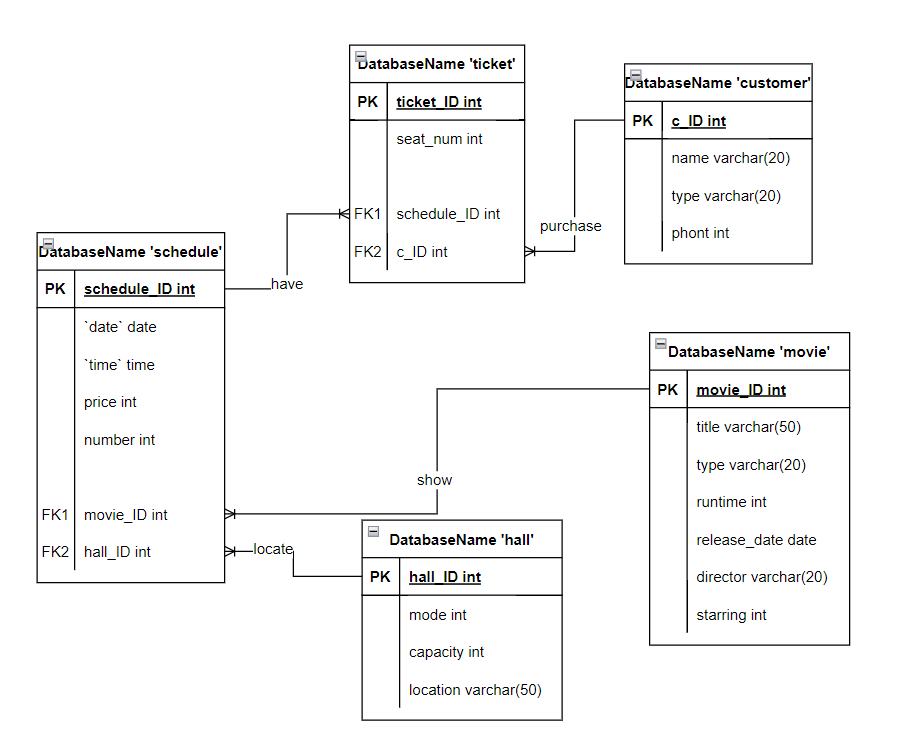 DatabaseName 'ticket'
PK ticket_ID int
seat_num int
FK1 schedule_ID int
FK2 c_ID int
DatabaseName 'customer'
PK c_ID int
name varchar(20)
type varchar(20)
phont int
purchase
have
DatabaseName 'schedule'
PK schedule_ID int
`date` date
`time` time
price int
number int
FK1 movie_ID int
FK2 hall_ID int
DatabaseName 'movie'
PK movie_ID int
title varchar(50)
type varchar(20)
runtime int
release_date date
director varchar(20)
starring int
show
locate
DatabaseName 'hall'
PK hall_ID int
mode int
capacity int
location varchar(50)